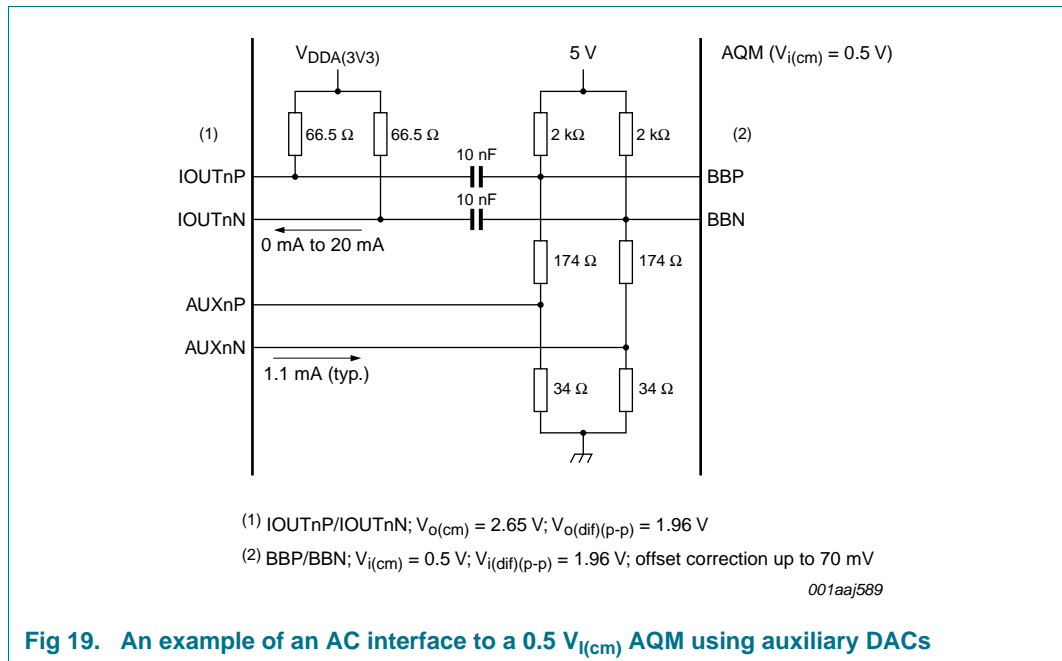 VDDA(3V3) 5 V AQM (Vi(cm) = 0.5 V)
(1) 66.5 Ω 66.5 Ω 2 kΩ 2 kΩ (2)
10 nF
IOUTnP BBP
10 nF
IOUTnN BBN
0 mA to 20 mA
174 Ω 174 Ω
AUXnP
AUXnN
1.1 mA (typ.)
34 Ω 34 Ω
(1) IOUTnP/IOUTnN; Vo(cm) = 2.65 V; Vo(dif)(p-p) = 1.96 V
(2) BBP/BBN; Vi(cm) = 0.5 V; Vi(dif)(p-p) = 1.96 V; offset correction up to 70 mV
001aaj589
Fig 19. An example of an AC interface to a 0.5 VI(cm) AQM using auxiliary DACs